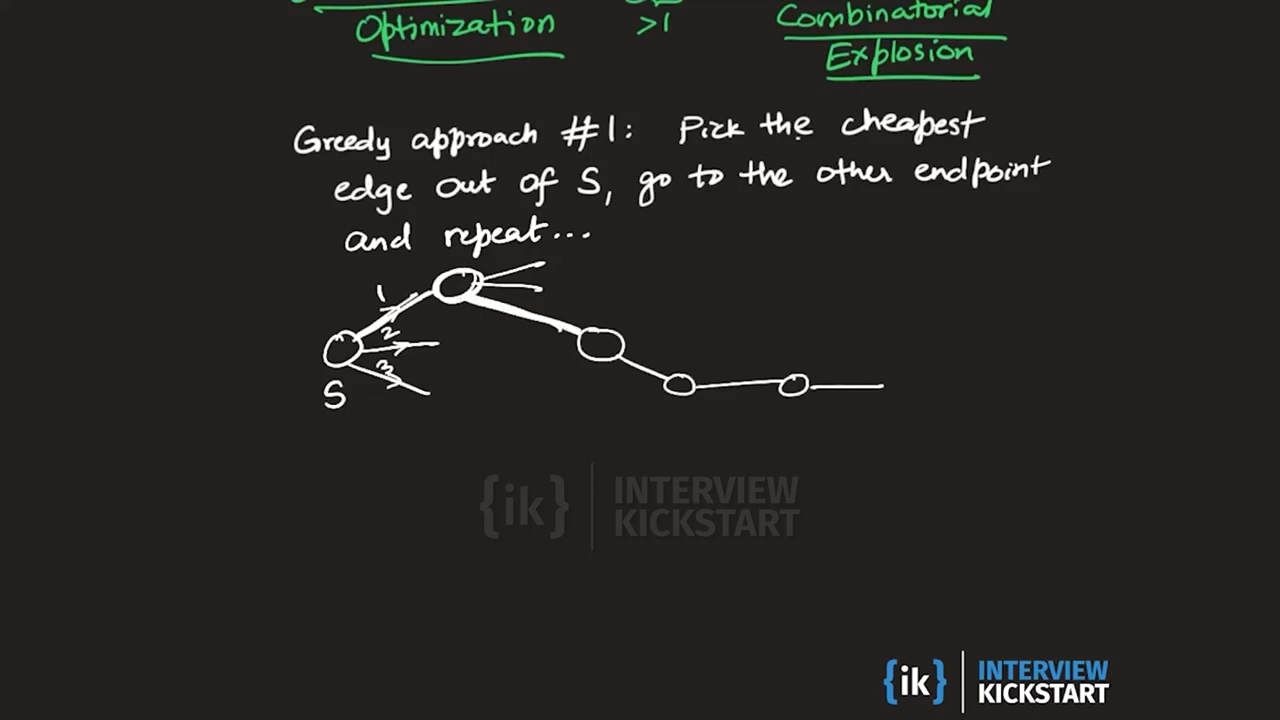 Optimization >1 Combinatorial
Explosion
Greedy approach #1: Pick the cheapest
edge out of S, go to the other endpoint
and repeat...
1
2
3
S
{ik} INTERVIEW
KICKSTART
{ik} INTERVIEW
KICKSTART